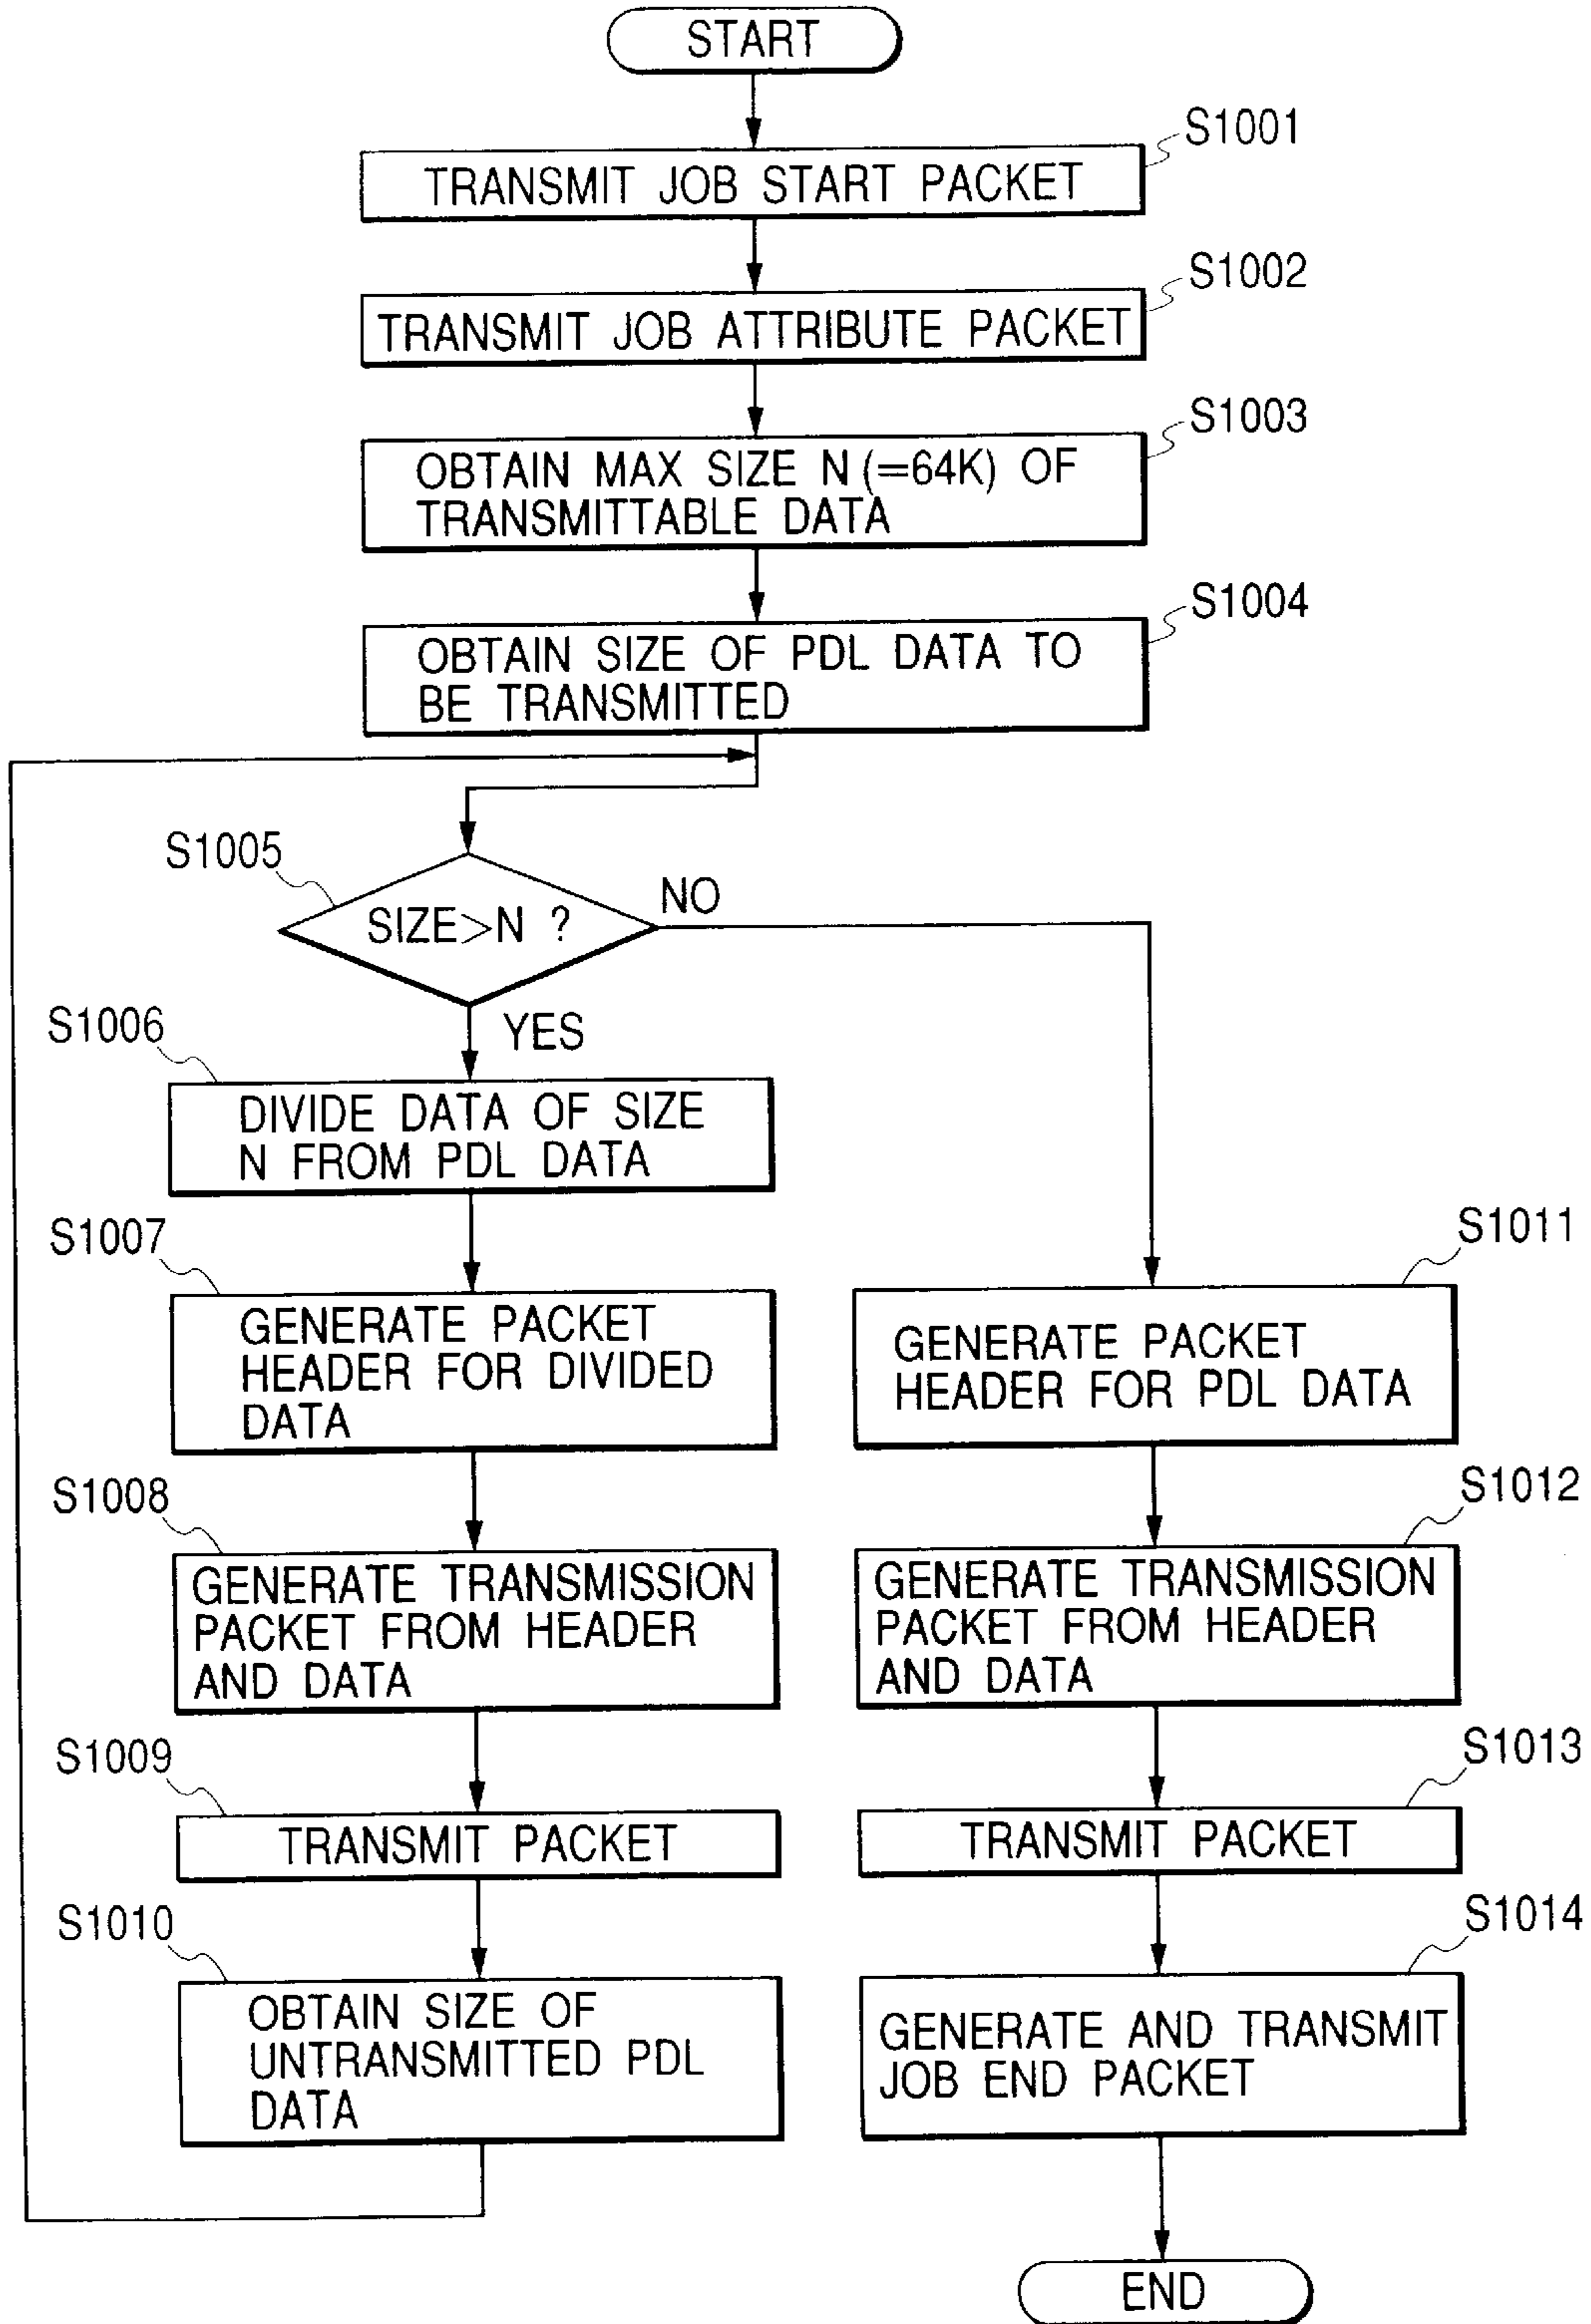 START
S1001
TRANSMIT JOB START PACKET
S1002
TRANSMIT JOB ATTRIBUTE PACKET
S1003
OBTAIN MAX SIZE N (=64K) OF
TRANSMITTABLE DATA
S1004
OBTAIN SIZE OF PDL DATA TO
BE TRANSMITTED
S1005
SIZE>N ?
NO
YES
S1006
DIVIDE DATA OF SIZE
N FROM PDL DATA
S1007
GENERATE PACKET
HEADER FOR DIVIDED
DATA
S1008
GENERATE TRANSMISSION
PACKET FROM HEADER
AND DATA
S1009
TRANSMIT PACKET
S1010
OBTAIN SIZE OF
UNTRANSMITTED PDL
DATA
S1011
GENERATE PACKET
HEADER FOR PDL DATA
S1012
GENERATE TRANSMISSION
PACKET FROM HEADER
AND DATA
S1013
TRANSMIT PACKET
S1014
GENERATE AND TRANSMIT
JOB END PACKET
END